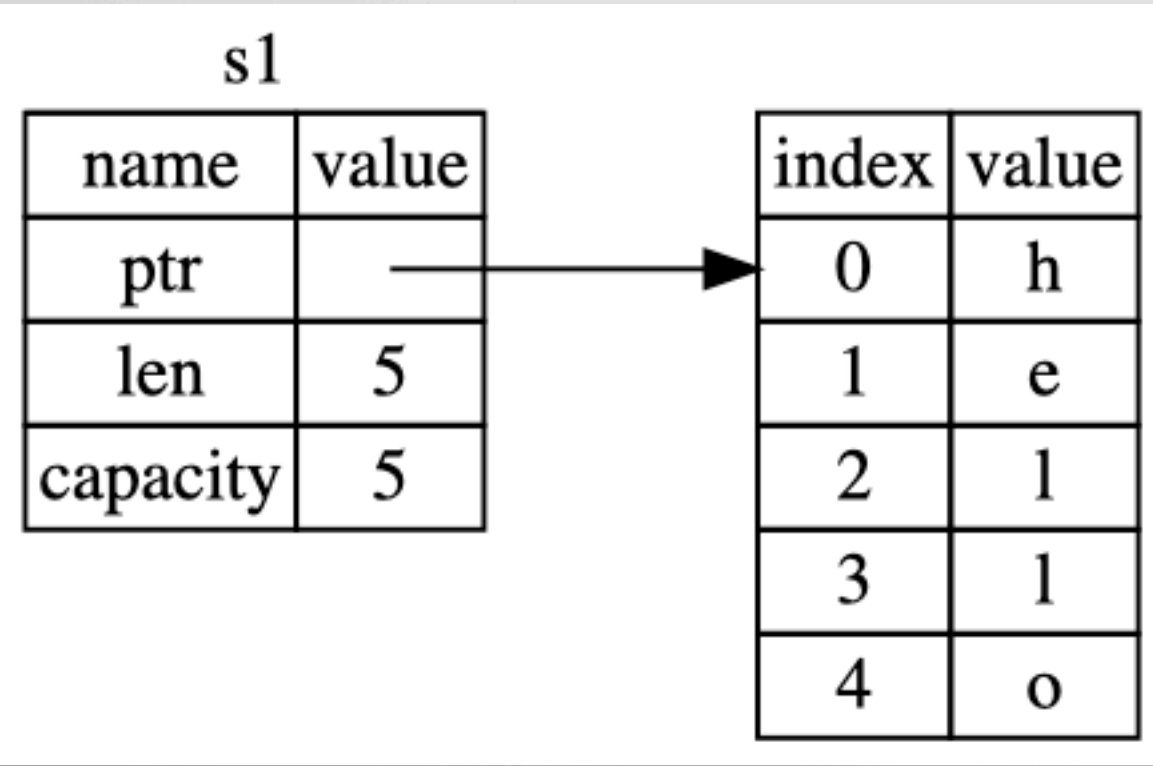 s1
name value
ptr
len 5
capacity 5
index value
0 h
1 e
2 l
3 l
4 o